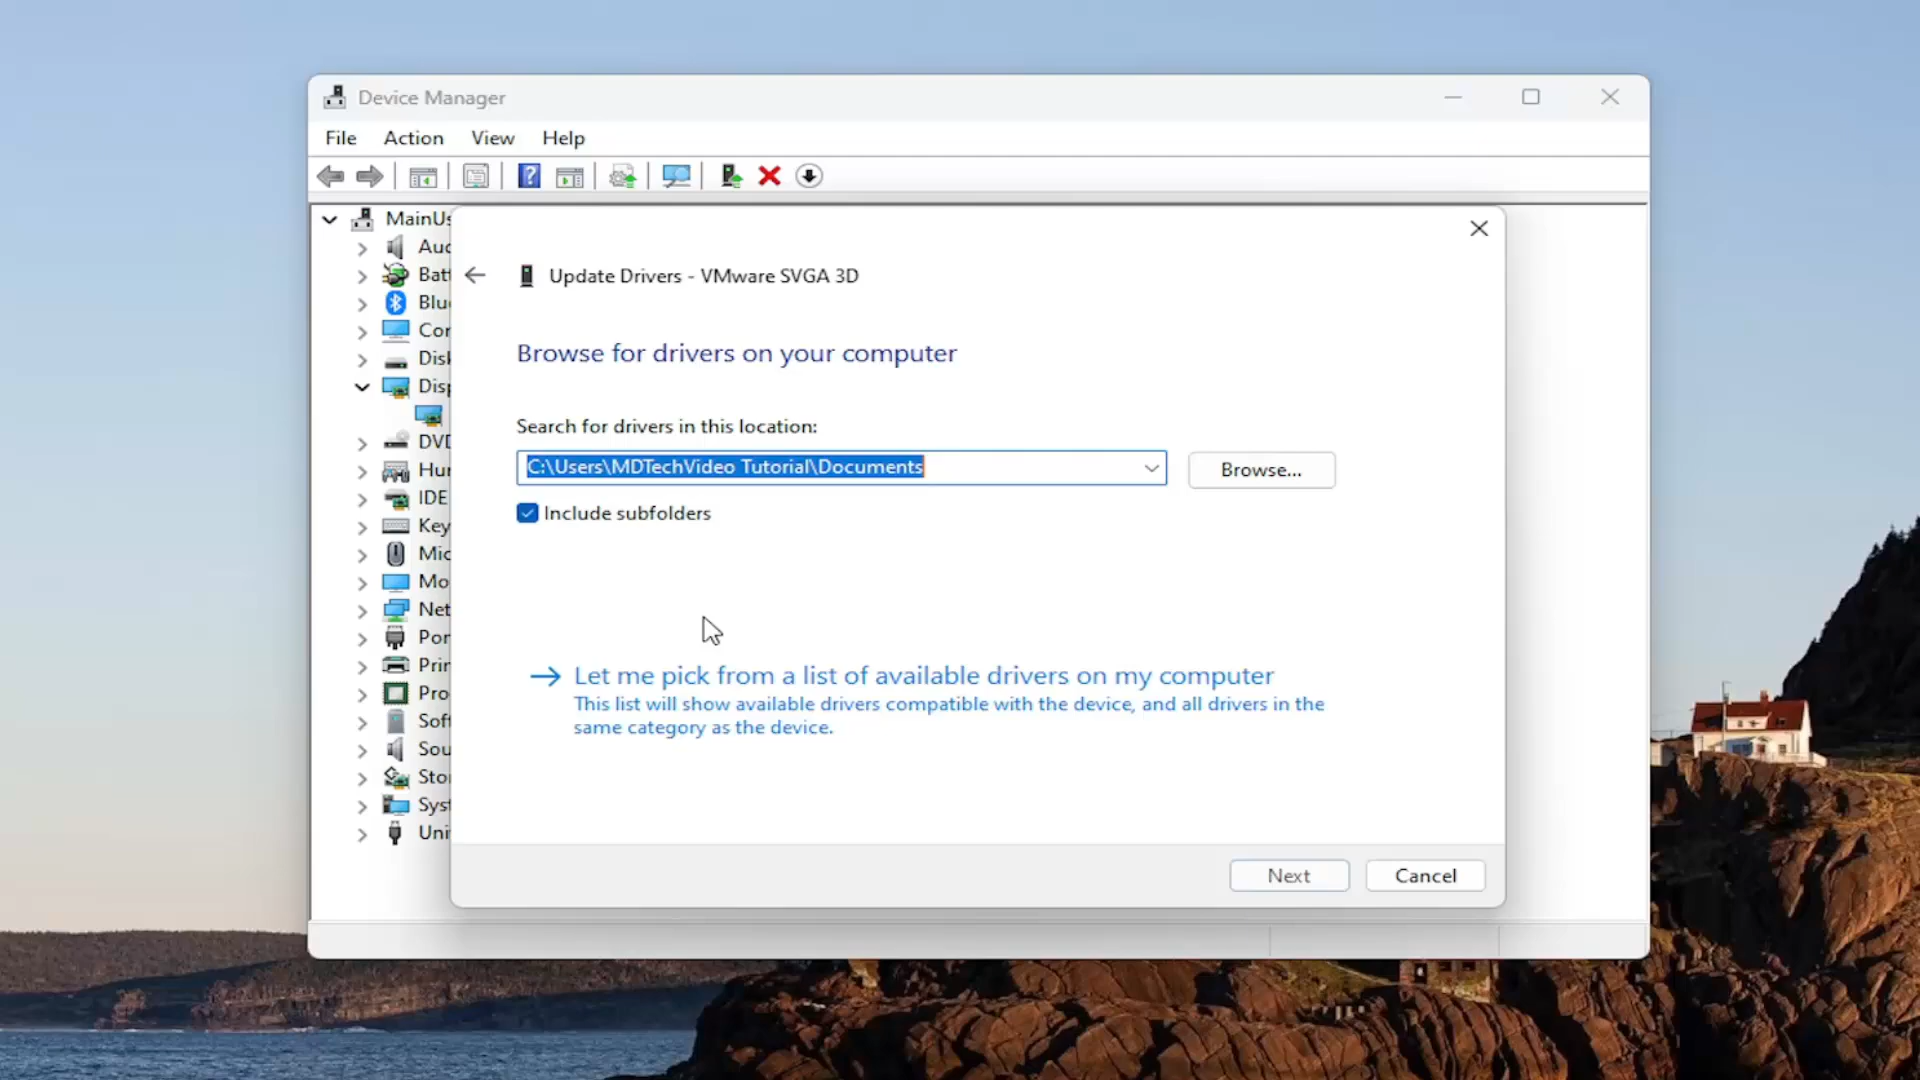 Device Manager
File Action View Help
MainUs
Auc
Batt
Blu
Cor
Disk
Disp
DVD
Hur
IDE
Key
Mic
Mo
Net
Por
Prin
Pro
Soft
Sou
Stor
Syst
Uni
Update Drivers - VMware SVGA 3D
Browse for drivers on your computer
Search for drivers in this location:
C:\Users\MDTechVideo Tutorial\Documents
Browse...
Include subfolders
Let me pick from a list of available drivers on my computer
This list will show available drivers compatible with the device, and all drivers in the
same category as the device.
Next
Cancel